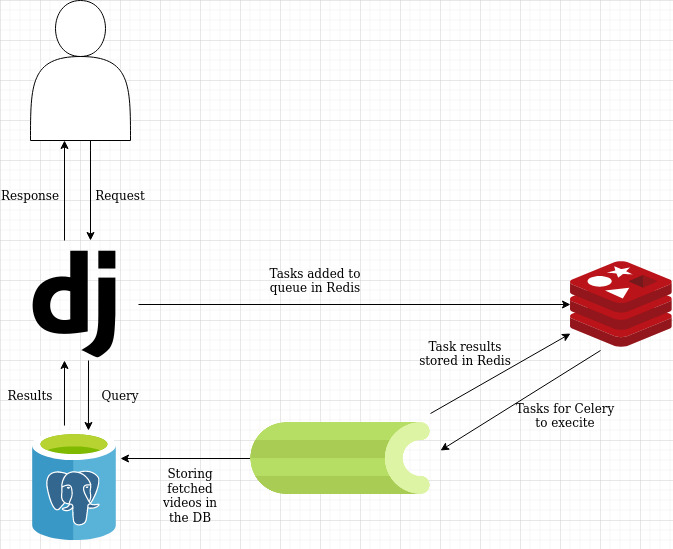 Response
Request
dj
Tasks added to
queue in Redis
Task results
stored in Redis
Results
Query
Tasks for Celery
to execite
Storing
fetched
videos in
the DB